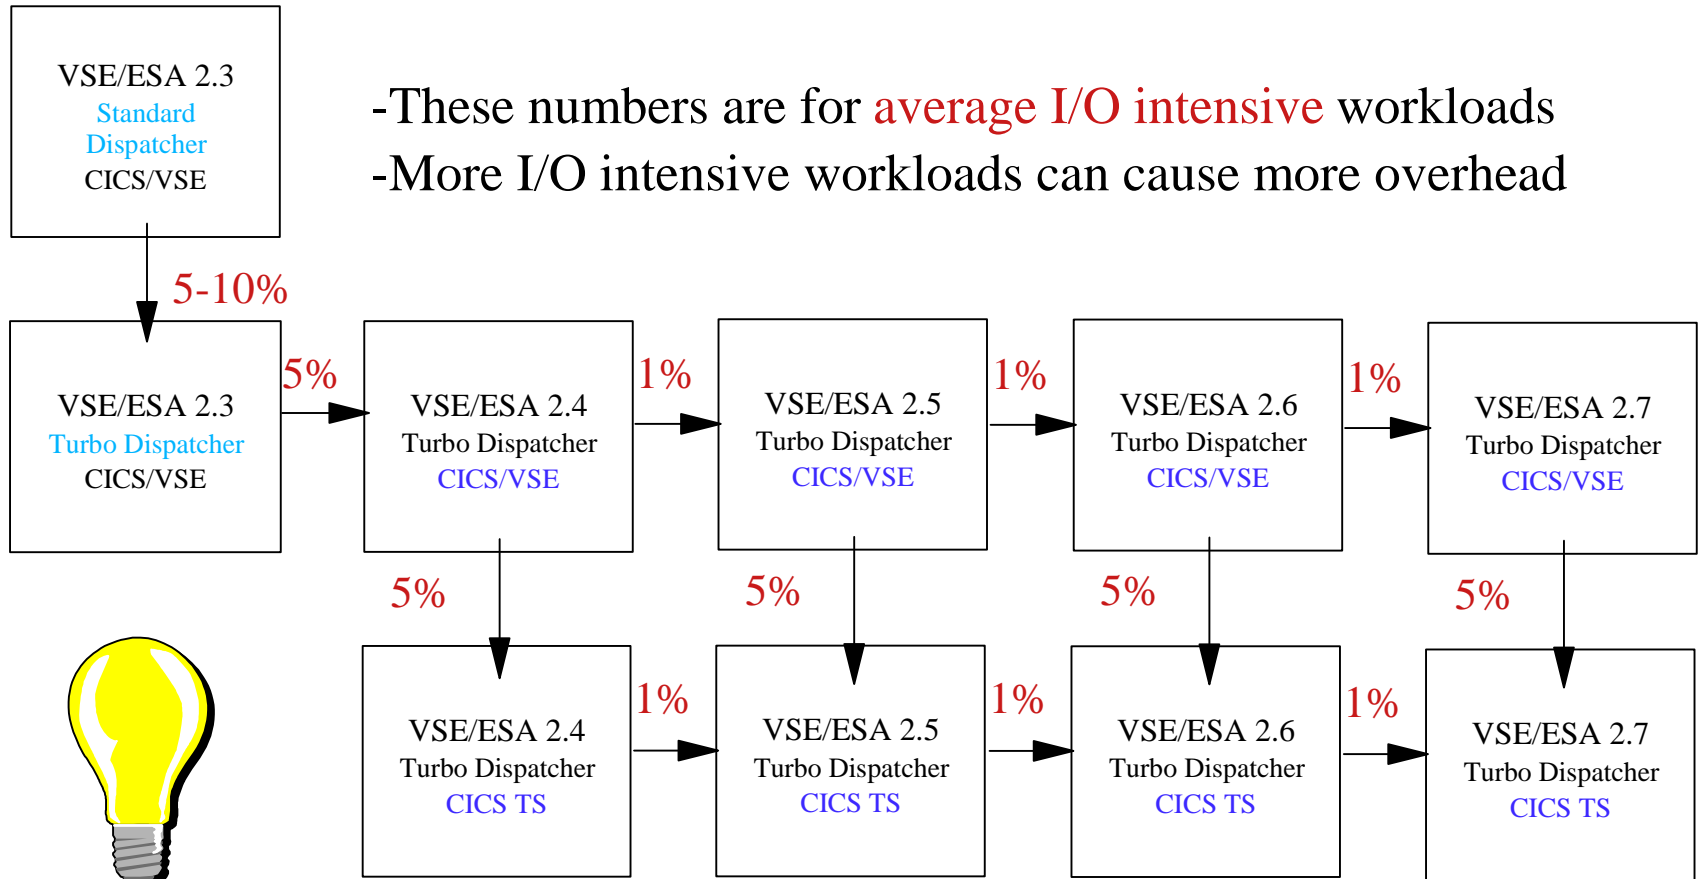 VSE/ESA 2.3
Standard
Dispatcher
CICS/VSE
-These numbers are for average I/O intensive workloads
-More I/O intensive workloads can cause more overhead
5-10%
VSE/ESA 2.3
Turbo Dispatcher
CICS/VSE
5%
VSE/ESA 2.4
Turbo Dispatcher
CICS/VSE
1%
VSE/ESA 2.5
Turbo Dispatcher
CICS/VSE
1%
VSE/ESA 2.6
Turbo Dispatcher
CICS/VSE
1%
VSE/ESA 2.7
Turbo Dispatcher
CICS/VSE
5%
5%
5%
5%
VSE/ESA 2.4
Turbo Dispatcher
CICS TS
1%
VSE/ESA 2.5
Turbo Dispatcher
CICS TS
1%
VSE/ESA 2.6
Turbo Dispatcher
CICS TS
1%
VSE/ESA 2.7
Turbo Dispatcher
CICS TS